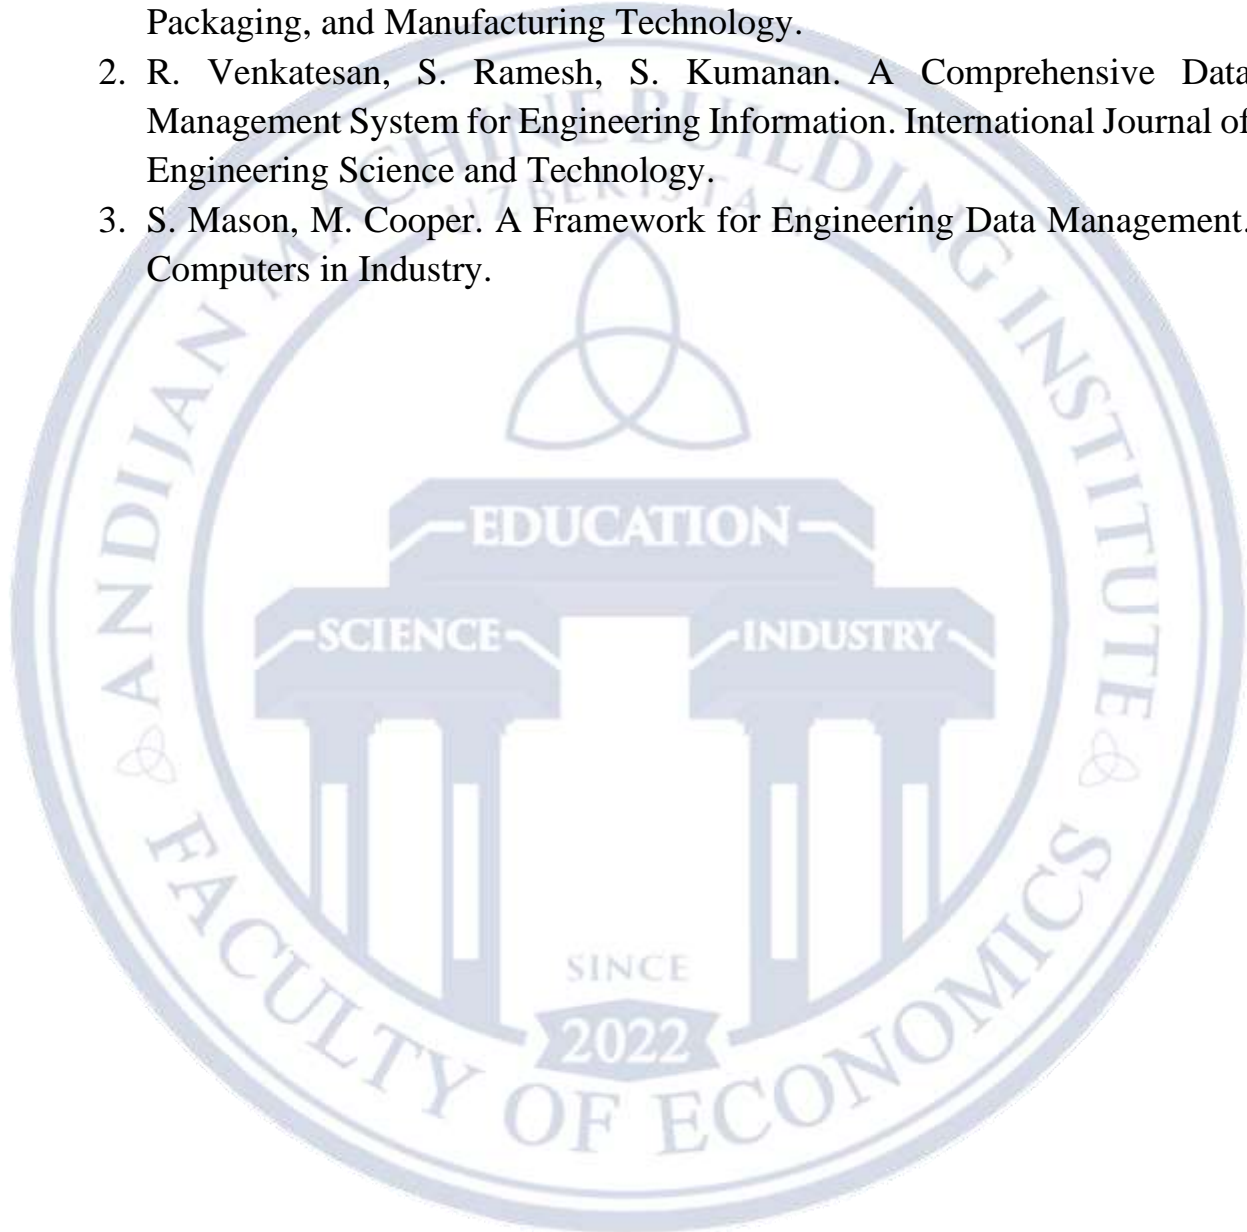 Packaging, and Manufacturing Technology.
2. R. Venkatesan, S. Ramesh, S. Kumanan. A Comprehensive Data
Management System for Engineering Information. International Journal of
Engineering Science and Technology.
3. S. Mason, M. Cooper. A Framework for Engineering Data Management.
Computers in Industry.
ANDIJAN MACHINE BUILDING INSTITUTE
UZBEKISTAN
EDUCATION
SCIENCE
INDUSTRY
SINCE
2022
FACULTY OF ECONOMICS